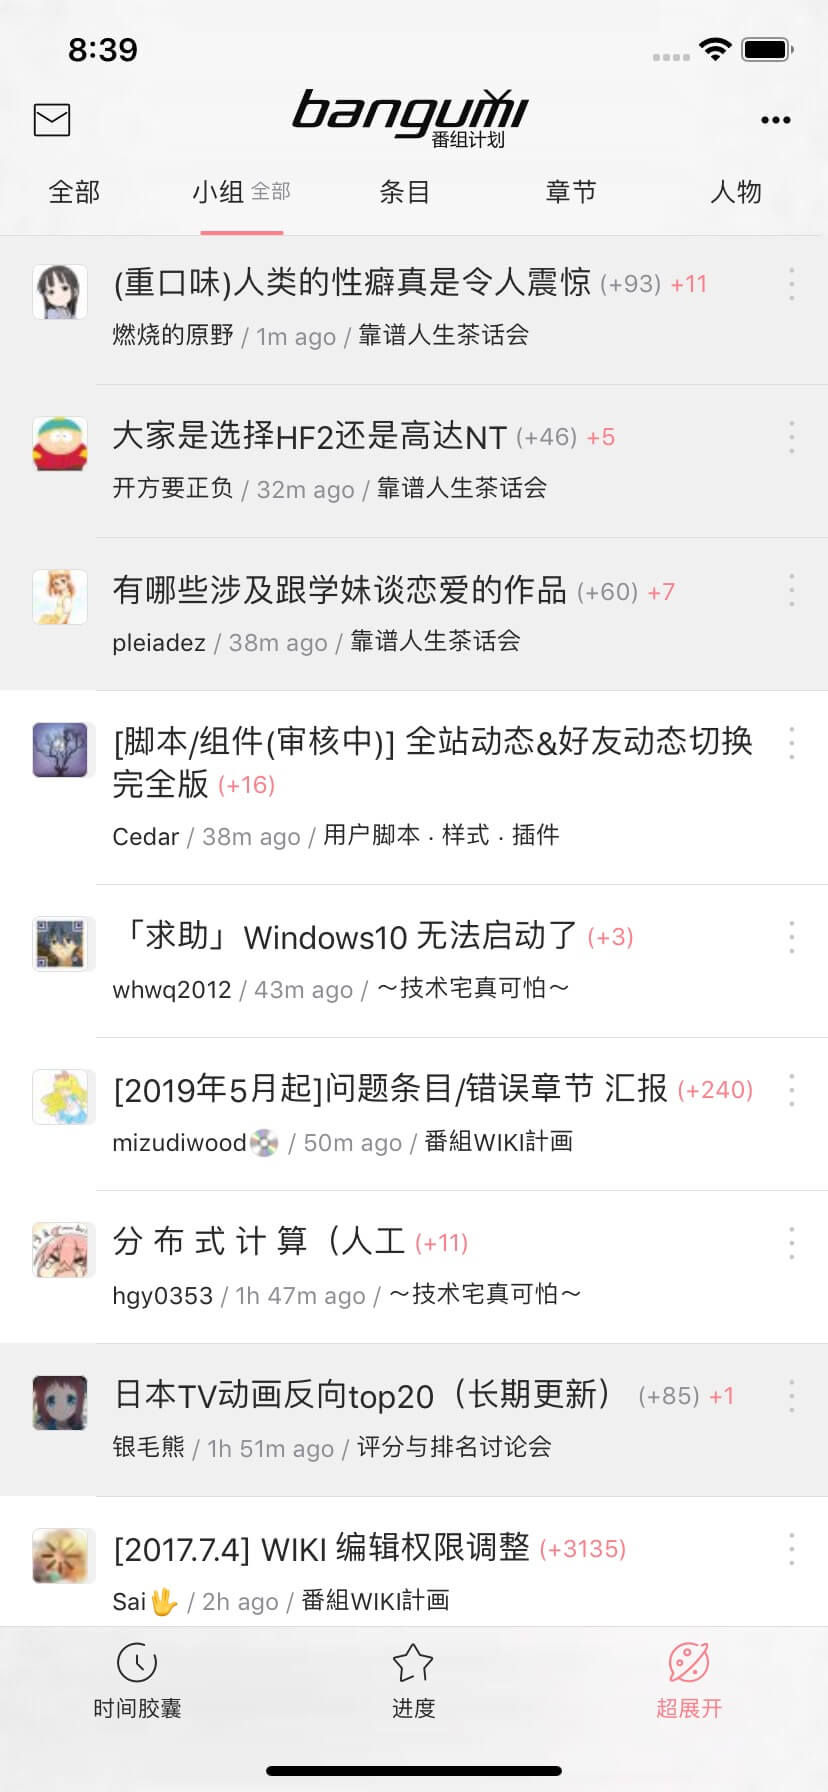 8:39
bangumi
番组计划
全部 小组 全部 条目 章节 人物
(重口味)人类的性癖真是令人震惊 (+93) +11
燃烧的原野 / 1m ago / 靠谱人生茶话会
大家是选择HF2还是高达NT (+46) +5
开方要正负 / 32m ago / 靠谱人生茶话会
有哪些涉及跟学妹谈恋爱的作品 (+60) +7
pleiadez / 38m ago / 靠谱人生茶话会
[脚本/组件(审核中)] 全站动态&好友动态切换
完全版 (+16)
Cedar / 38m ago / 用户脚本 · 样式 · 插件
「求助」Windows10 无法启动了 (+3)
whwq2012 / 43m ago / ～技术宅真可怕～
[2019年5月起]问题条目/错误章节 汇报 (+240)
mizudiwood💿 / 50m ago / 番組WIKI計画
分 布 式 计 算（人工 (+11)
hgy0353 / 1h 47m ago / ～技术宅真可怕～
日本TV动画反向top20（长期更新） (+85) +1
银毛熊 / 1h 51m ago / 评分与排名讨论会
[2017.7.4] WIKI 编辑权限调整 (+3135)
Sai🖖 / 2h ago / 番組WIKI計画
时间胶囊 进度 超展开